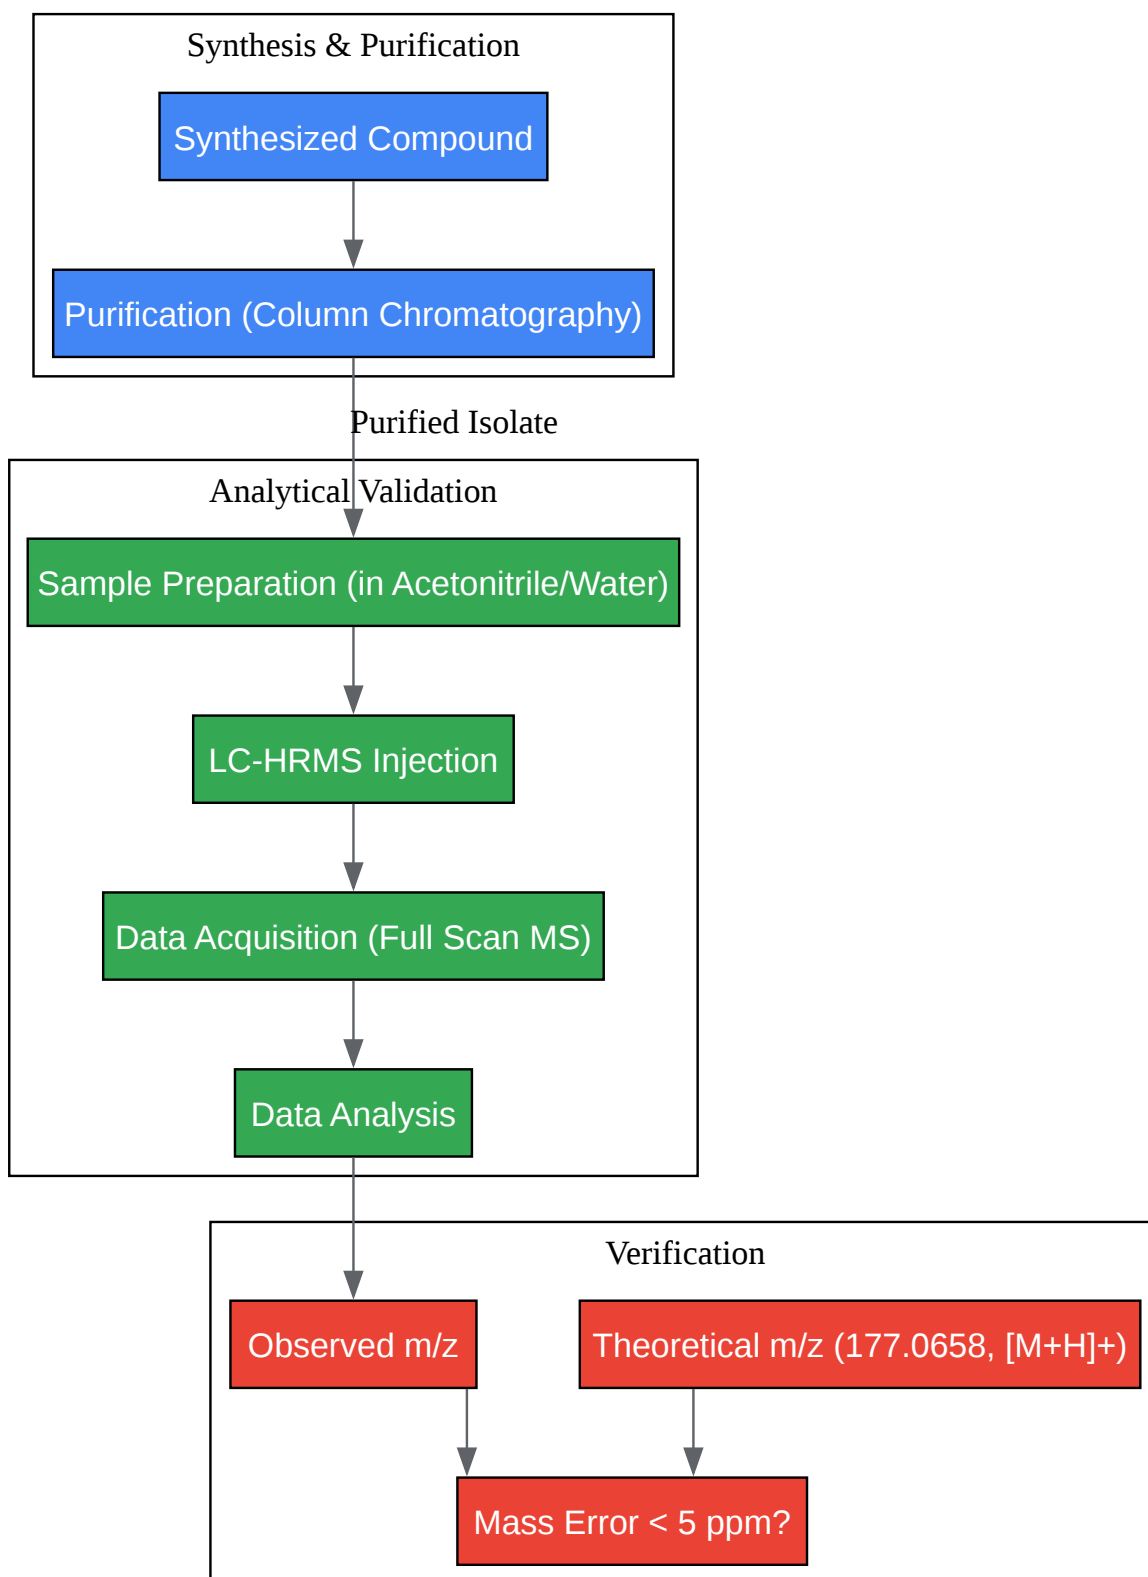 Synthesis & Purification
Synthesized Compound
Purification (Column Chromatography)
Purified Isolate
Analytical Validation
Sample Preparation (in Acetonitrile/Water)
LC-HRMS Injection
Data Acquisition (Full Scan MS)
Data Analysis
Verification
Observed m/z
Theoretical m/z (177.0658, [M+H]+)
Mass Error < 5 ppm?